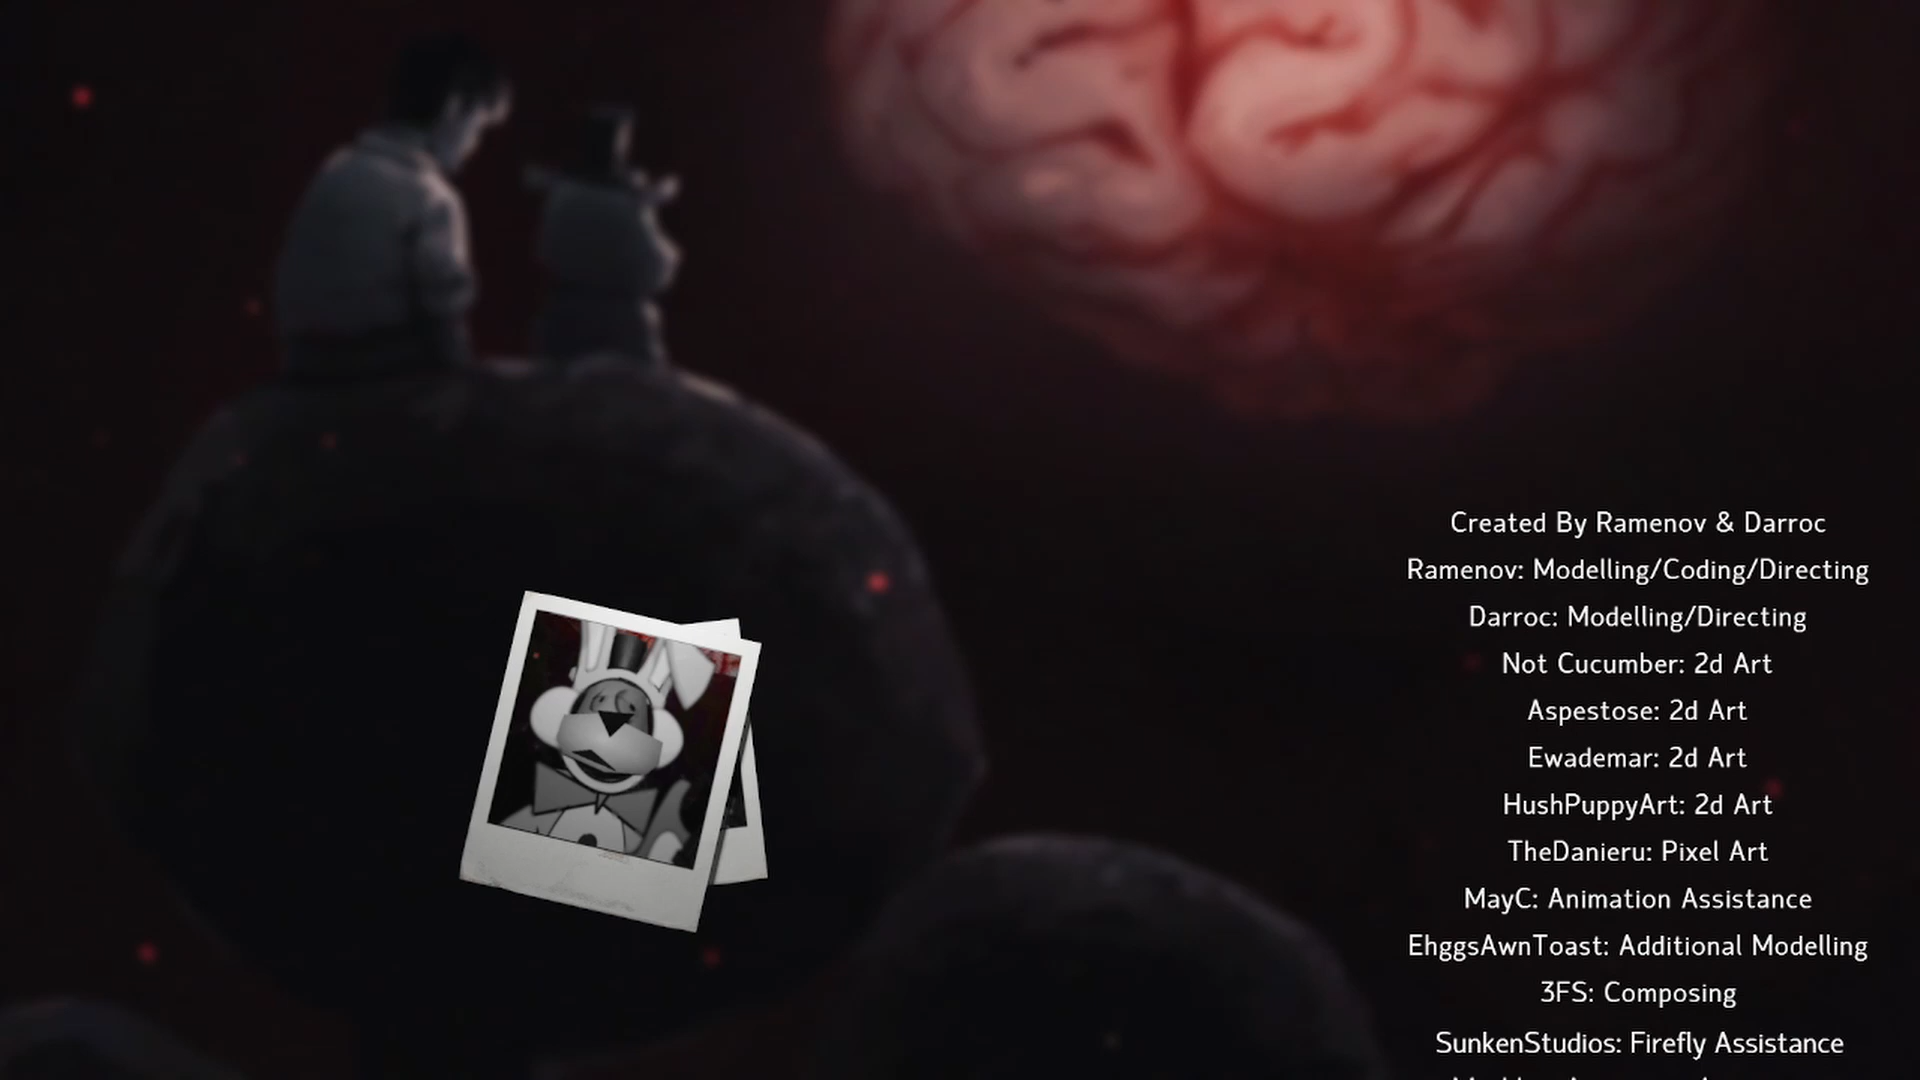 Created By Ramenov & Darroc
Ramenov: Modelling/Coding/Directing
Darroc: Modelling/Directing
Not Cucumber: 2d Art
Aspestose: 2d Art
Ewademar: 2d Art
HushPuppyArt: 2d Art
TheDanieru: Pixel Art
MayC: Animation Assistance
EhggsAwnToast: Additional Modelling
3FS: Composing
SunkenStudios: Firefly Assistance